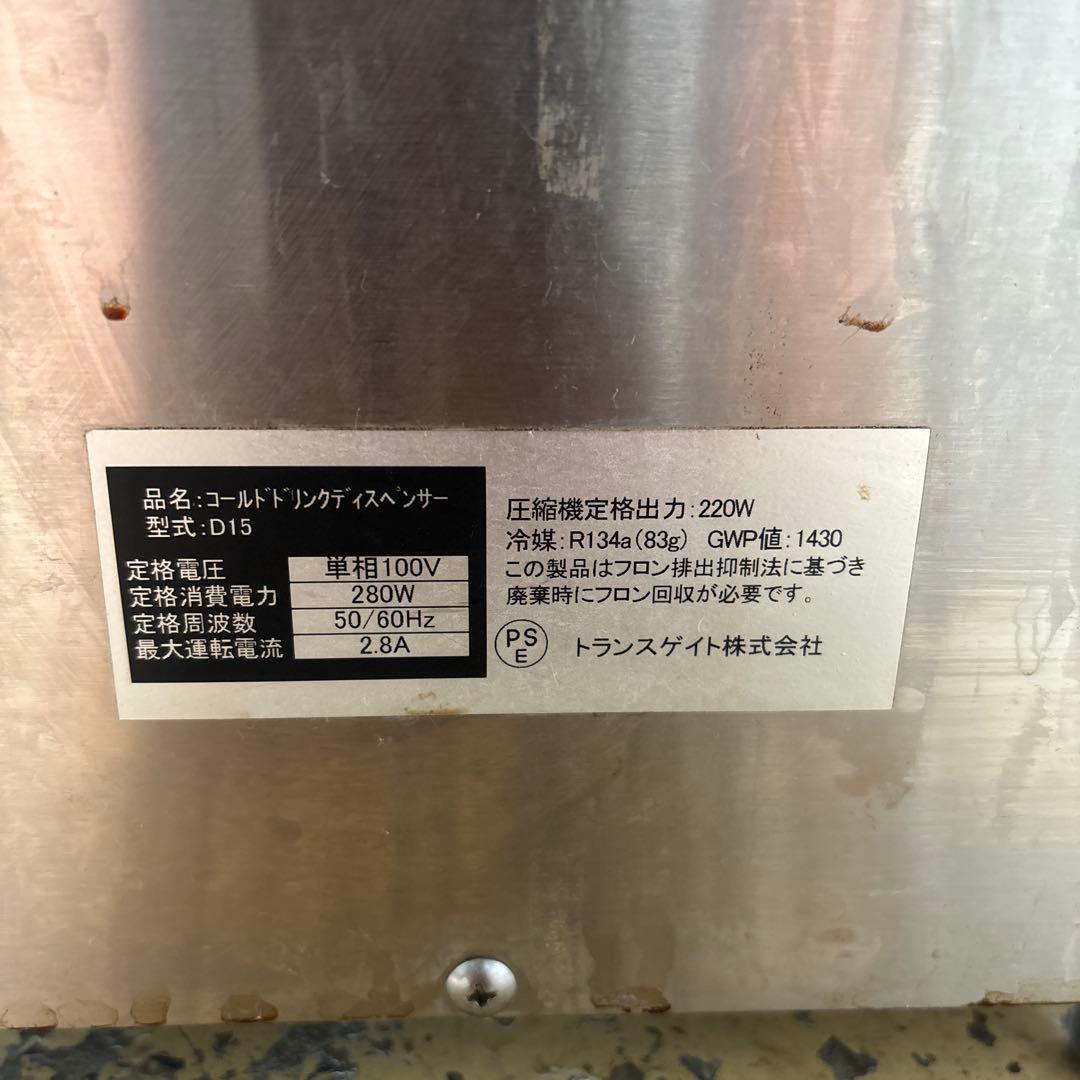 品名:コールドドリンクディスペンサー
型式:D15
定格電圧 単相100V
定格消費電力 280W
定格周波数 50/60Hz
最大運転電流 2.8A
圧縮機定格出力:220W
冷媒:R134a(83g) GWP値:1430
この製品はフロン排出抑制法に基づき
廃棄時にフロン回収が必要です。
PSE トランスゲイト株式会社